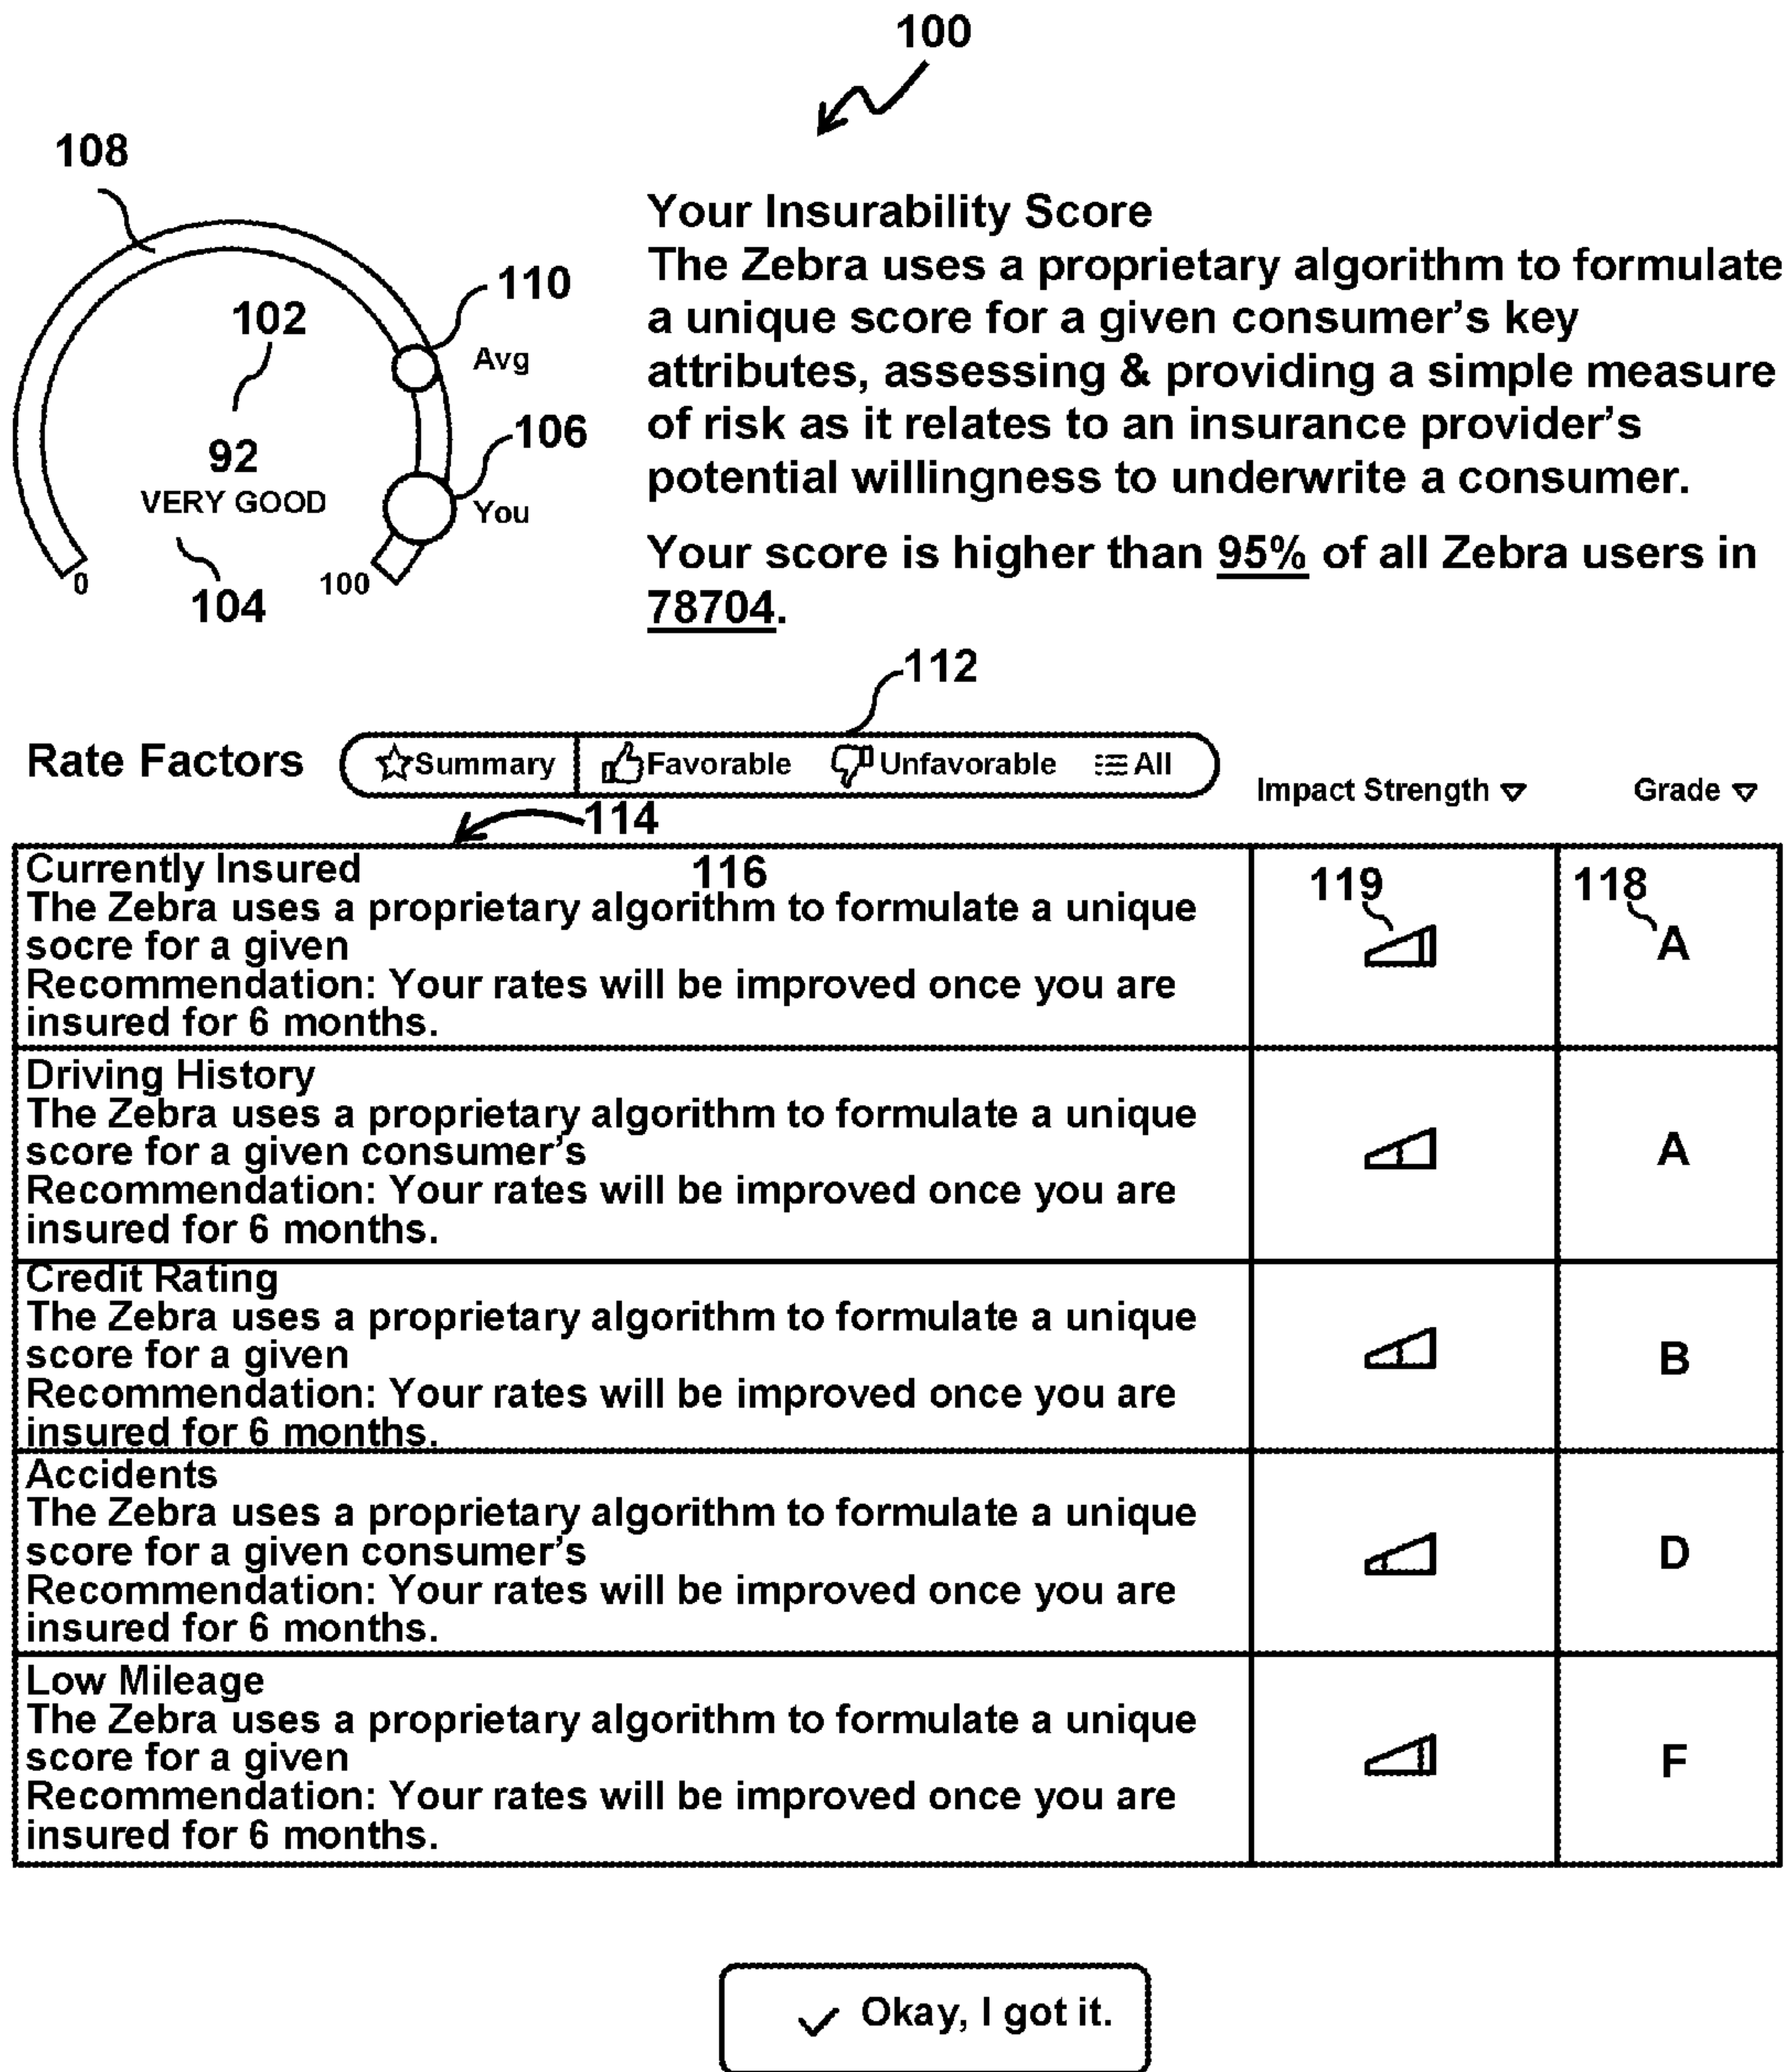 100
108
110
Avg
102
106
92
VERY GOOD
You
0
100
104
Your Insurability Score
The Zebra uses a proprietary algorithm to formulate
a unique score for a given consumer's key
attributes, assessing & providing a simple measure
of risk as it relates to an insurance provider's
potential willingness to underwrite a consumer.
Your score is higher than 95% of all Zebra users in
78704.
112
Rate Factors
Summary Favorable Unfavorable All
Impact Strength Grade
114
Currently Insured 116
The Zebra uses a proprietary algorithm to formulate a unique
socre for a given
Recommendation: Your rates will be improved once you are
insured for 6 months.
119
118
A
Driving History
The Zebra uses a proprietary algorithm to formulate a unique
score for a given consumer's
Recommendation: Your rates will be improved once you are
insured for 6 months.
A
Credit Rating
The Zebra uses a proprietary algorithm to formulate a unique
score for a given
Recommendation: Your rates will be improved once you are
insured for 6 months.
B
Accidents
The Zebra uses a proprietary algorithm to formulate a unique
score for a given consumer's
Recommendation: Your rates will be improved once you are
insured for 6 months.
D
Low Mileage
The Zebra uses a proprietary algorithm to formulate a unique
score for a given
Recommendation: Your rates will be improved once you are
insured for 6 months.
F
Okay, I got it.